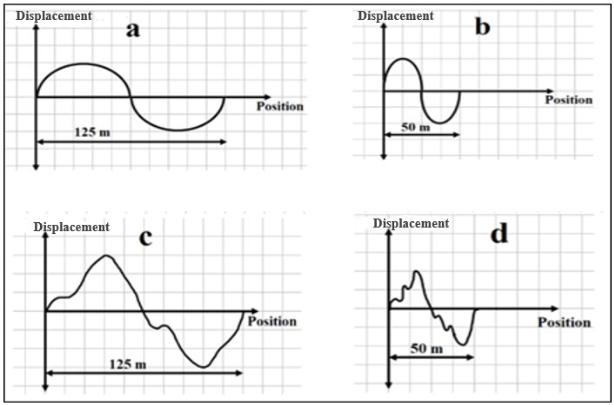 Displacement
a
Position
125 m
Displacement
b
Position
50 m
Displacement
c
Position
125 m
Displacement
d
Position
50 m